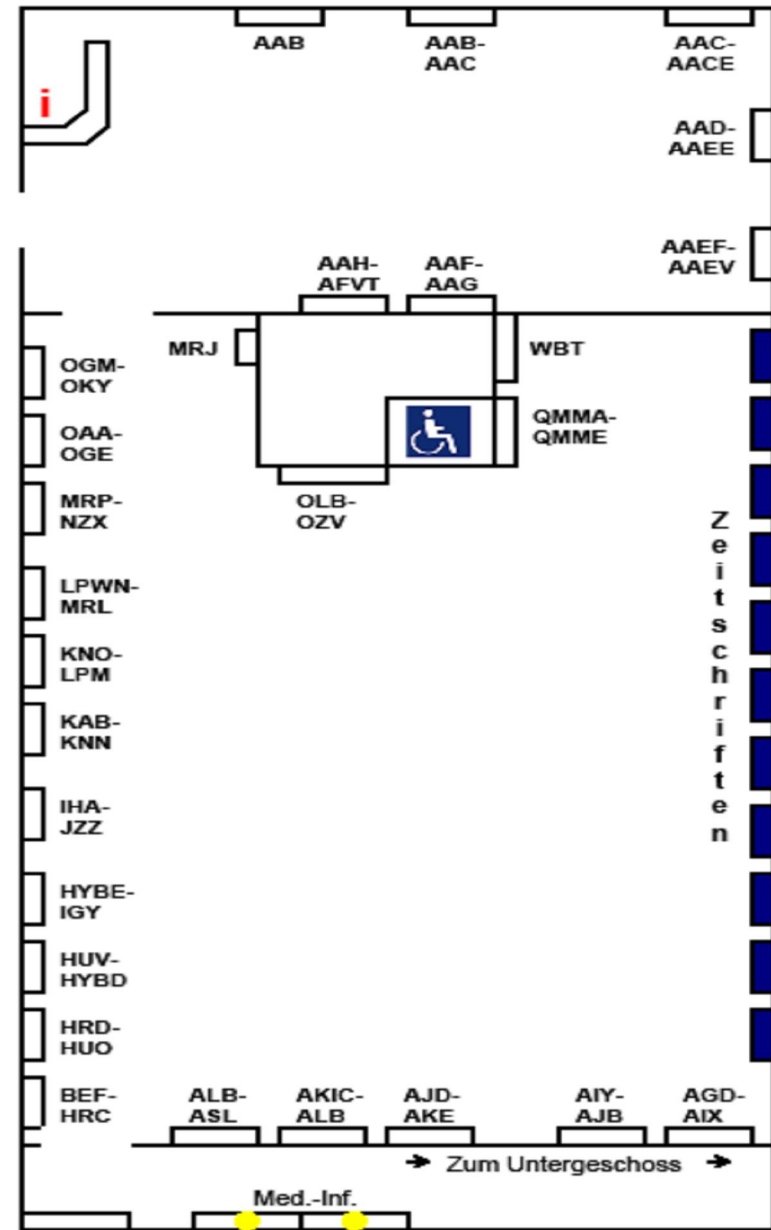 AAB
AAB-
AAC
AAC-
AACE
i
AAD-
AAEE
AAEF-
AAEV
AAH-
AFVT
AAF-
AAG
MRJ
WBT
OGM-
OKY
QMMA-
QMME
OAA-
OGE
MRP-
NZX
OLB-
OZV
Zeitschriften
LPWN-
MRL
KNO-
LPM
KAB-
KNN
IHA-
JZZ
HYBE-
IGY
HUV-
HYBD
HRD-
HUO
BEF-
HRC
ALB-
ASL
AKIC-
ALB
AJD-
AKE
AIY-
AJB
AGD-
AIX
Zum Untergeschoss
Med.-Inf.